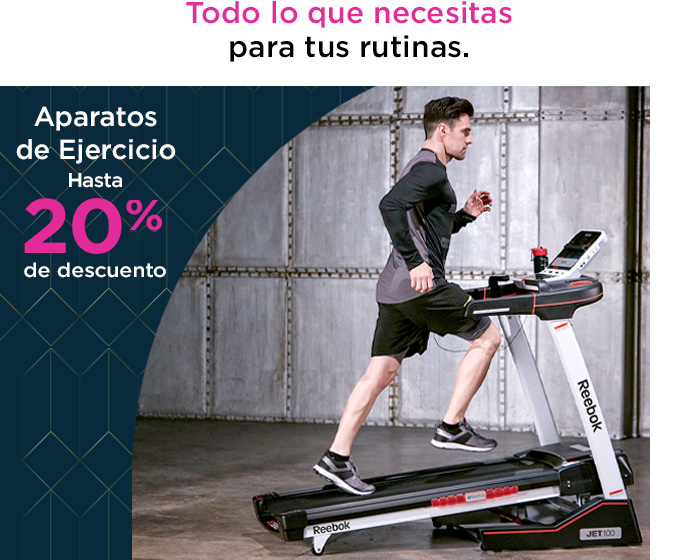 Todo lo que necesitas
para tus rutinas.
Aparatos
de Ejercicio
Hasta
20%
de descuento
Reebok
Reebok
JET100